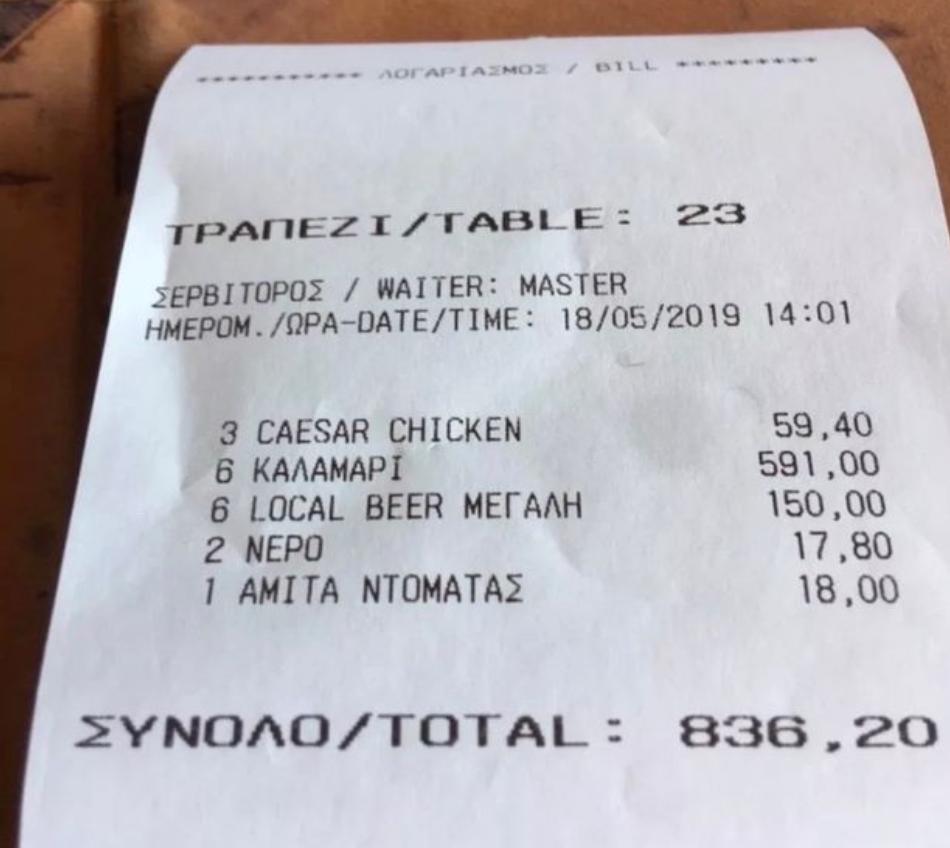 *********** ΛΟΓΑΡΙΑΣΜΟΣ / BILL *********
ΤΡΑΠΕΖΙ/TABLE: 23
ΣΕΡΒΙΤΟΡΟΣ / WAITER: MASTER
ΗΜΕΡΟΜ./ΩΡΑ-DATE/TIME: 18/05/2019 14:01
3 CAESAR CHICKEN 59,40
6 ΚΑΛΑΜΑΡΙ 591,00
6 LOCAL BEER ΜΕΓΑΛΗ 150,00
2 ΝΕΡΟ 17,80
1 ΑΜΙΤΑ ΝΤΟΜΑΤΑΣ 18,00
ΣΥΝΟΛΟ/TOTAL: 836,20